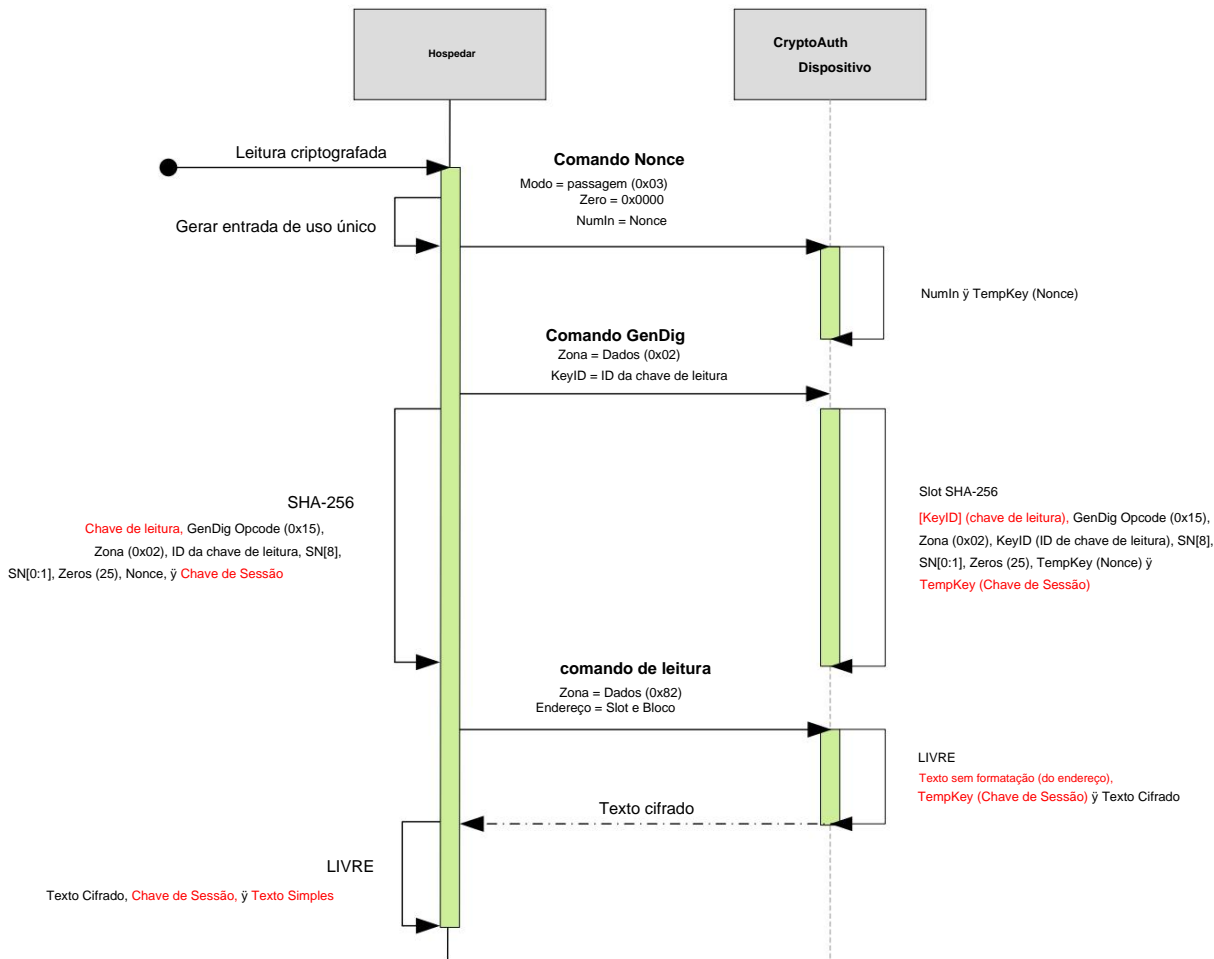 Hospedar
CryptoAuth
Dispositivo
Leitura criptografada
Comando Nonce
Modo = passagem (0x03)
Zero = 0x0000
NumIn = Nonce
Gerar entrada de uso único
NumIn ÿ TempKey (Nonce)
Comando GenDig
Zona = Dados (0x02)
KeyID = ID da chave de leitura
SHA-256
Chave de leitura, GenDig Opcode (0x15),
Zona (0x02), ID da chave de leitura, SN[8],
SN[0:1], Zeros (25), Nonce, ÿ Chave de Sessão
Slot SHA-256
[KeyID] (chave de leitura), GenDig Opcode (0x15),
Zona (0x02), KeyID (ID de chave de leitura), SN[8],
SN[0:1], Zeros (25), TempKey (Nonce) ÿ
TempKey (Chave de Sessão)
comando de leitura
Zona = Dados (0x82)
Endereço = Slot e Bloco
LIVRE
Texto sem formatação (do endereço),
TempKey (Chave de Sessão) ÿ Texto Cifrado
Texto cifrado
LIVRE
Texto Cifrado, Chave de Sessão, ÿ Texto Simples